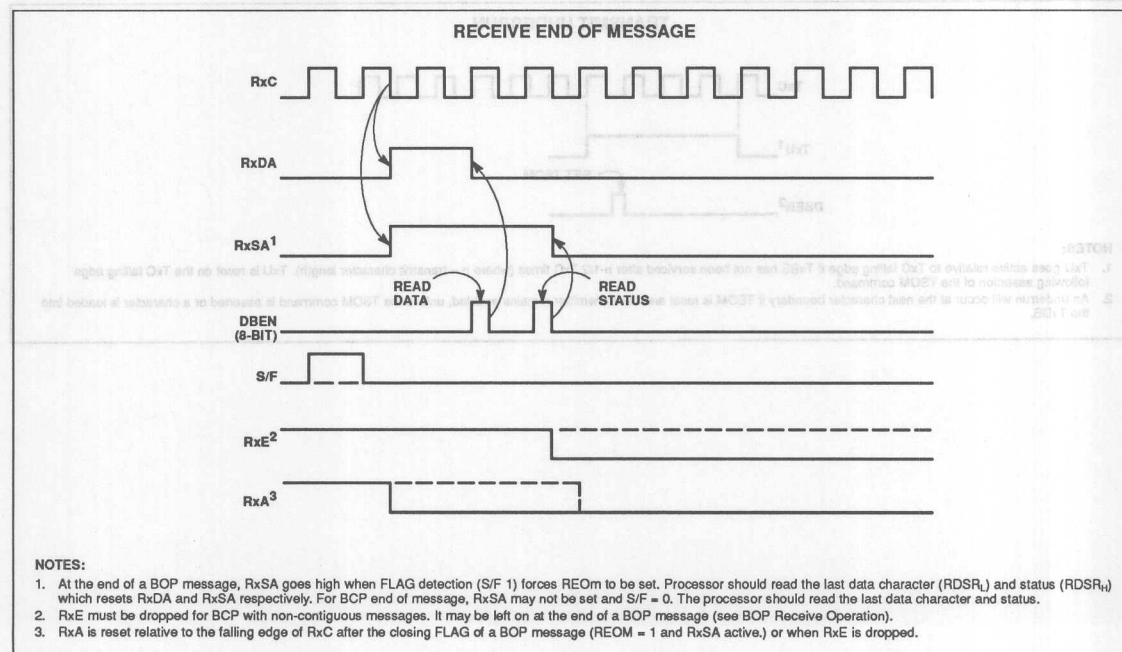 RECEIVE END OF MESSAGE
RxC
RxDA
RxSA1
READ
DATA
READ
STATUS
DBEN
(8-BIT)
S/F
RxE2
RxA3
NOTES:
1. At the end of a BOP message, RxSA goes high when FLAG detection (S/F 1) forces REOm to be set. Processor should read the last data character (RDSRL) and status (RDSRH)
which resets RxDA and RxSA respectively. For BCP end of message, RxSA may not be set and S/F = 0. The processor should read the last data character and status.
2. RxE must be dropped for BCP with non-contiguous messages. It may be left on at the end of a BOP message (see BOP Receive Operation).
3. RxA is reset relative to the falling edge of RxC after the closing FLAG of a BOP message (REOM = 1 and RxSA active.) or when RxE is dropped.